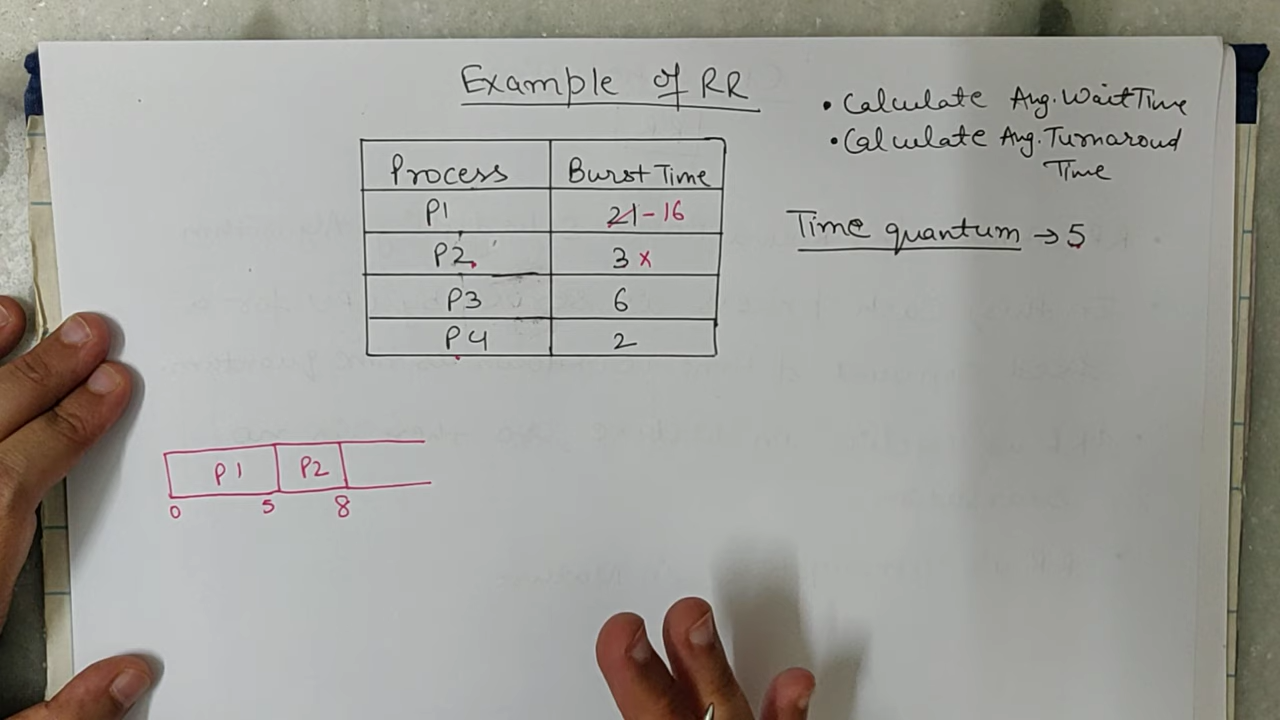 Example of RR
• Calculate Avg. Wait Time
• Calculate Avg. Turnaroud
Time
Process Burst Time
P1 21 - 16
P2 3 x
P3 6
P4 2
Time quantum → 5
P1 P2
0 5 8